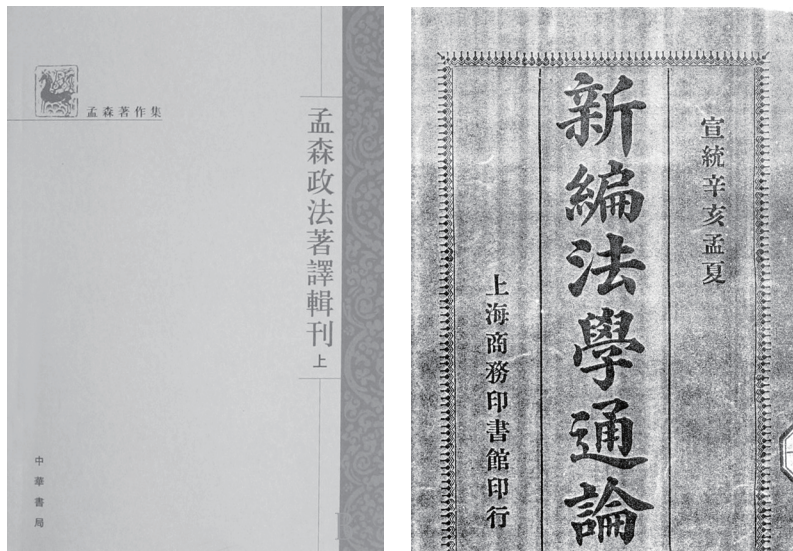 孟森著作集
孟森政法著譯輯刊 上
中華書局
宣統辛亥孟夏
新編法學通論
上海商務印書館印行